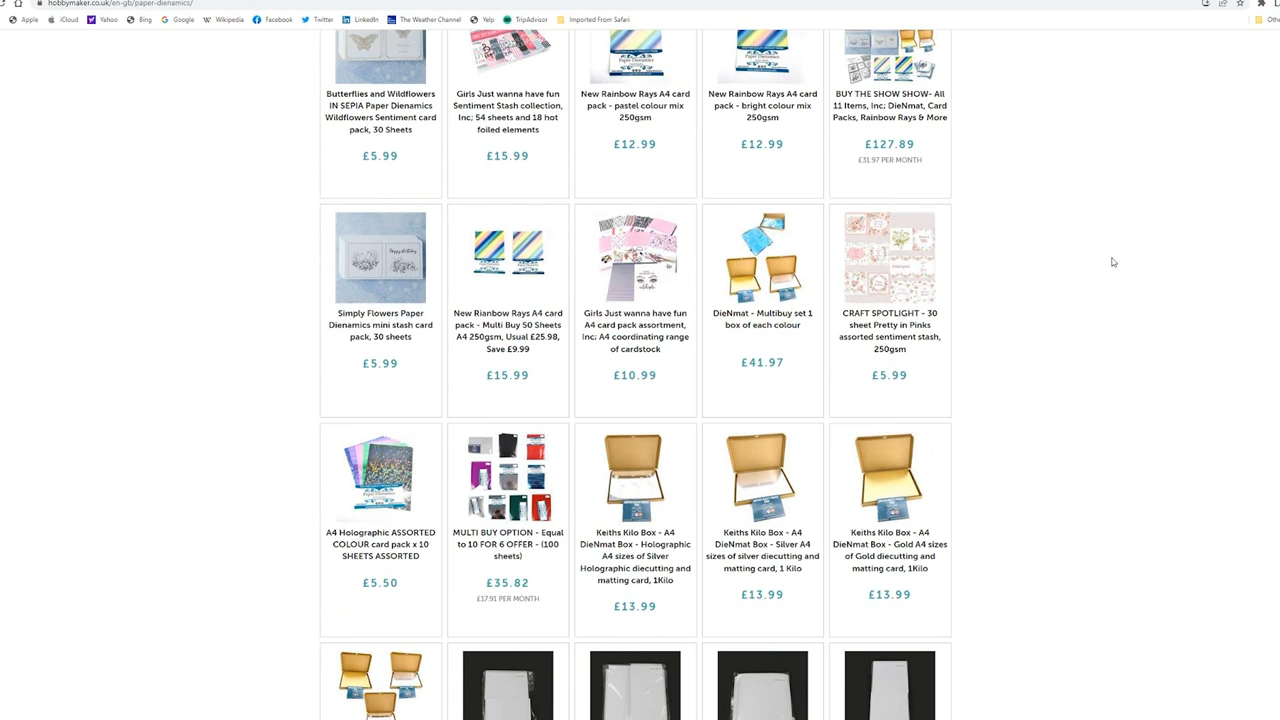 hobbymaker.co.uk/en-gb/paper-dienamics/
Apple iCloud Yahoo Bing Google Wikipedia Facebook Twitter LinkedIn The Weather Channel Yelp TripAdvisor Imported From Safari
Butterflies and Wildflowers
IN SEPIA Paper Dienamics
Wildflowers Sentiment card
pack, 30 Sheets
£5.99
Girls Just wanna have fun
Sentiment Stash collection,
Inc; 54 sheets and 18 hot
foiled elements
£15.99
New Rainbow Rays A4 card
pack - pastel colour mix
250gsm
£12.99
New Rainbow Rays A4 card
pack - bright colour mix
250gsm
£12.99
BUY THE SHOW SHOW- All
11 Items, Inc; DieNmat, Card
Packs, Rainbow Rays & More
£127.89
£31.97 PER MONTH
Simply Flowers Paper
Dienamics mini stash card
pack, 30 sheets
£5.99
New Rianbow Rays A4 card
pack - Multi Buy 50 Sheets
A4 250gsm, Usual £25.98,
Save £9.99
£15.99
Girls Just wanna have fun
A4 card pack assortment,
Inc; A4 coordinating range
of cardstock
£10.99
DieNmat - Multibuy set 1
box of each colour
£41.97
CRAFT SPOTLIGHT - 30
sheet Pretty in Pinks
assorted sentiment stash,
250gsm
£5.99
A4 Holographic ASSORTED
COLOUR card pack x 10
SHEETS ASSORTED
£5.50
MULTI BUY OPTION - Equal
to 10 FOR 6 OFFER - (100
sheets)
£35.82
£17.91 PER MONTH
Keiths Kilo Box - A4
DieNmat Box - Holographic
A4 sizes of Silver
Holographic diecutting and
matting card, 1Kilo
£13.99
Keiths Kilo Box - A4
DieNmat Box - Silver A4
sizes of silver diecutting and
matting card, 1 Kilo
£13.99
Keiths Kilo Box - A4
DieNmat Box - Gold A4 sizes
of Gold diecutting and
matting card, 1Kilo
£13.99